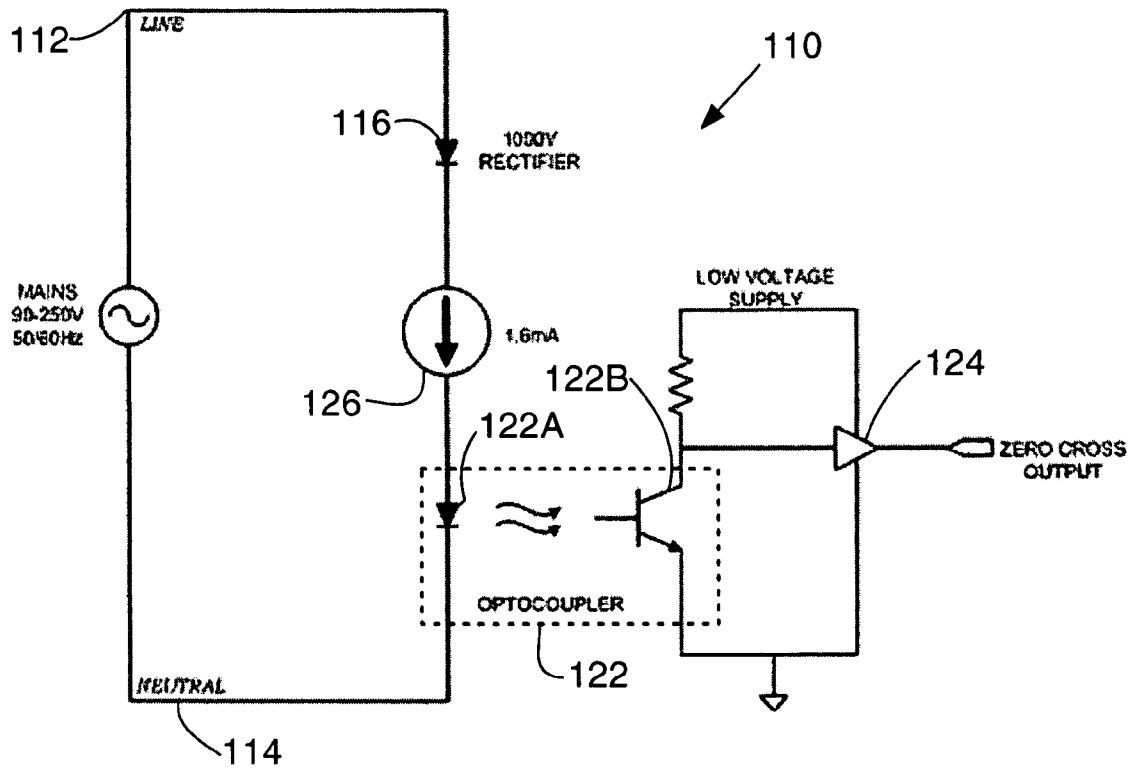 112
LINE
110
116
1000V
RECTIFIER
MAINS
90-250V
50/60Hz
1.6mA
126
LOW VOLTAGE
SUPPLY
122B
124
122A
ZERO CROSS
OUTPUT
OPTOCOUPLER
122
NEUTRAL
114